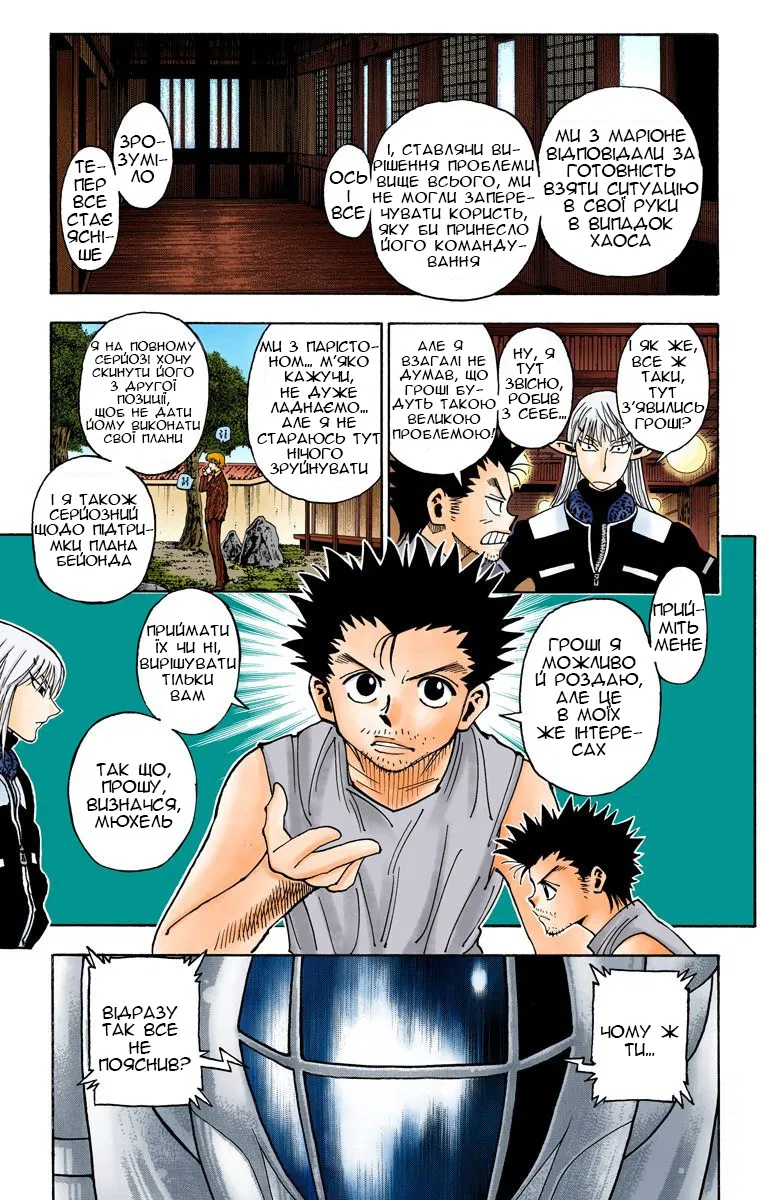 МИ З МАРІОНЕ
ВІДПОВІДАЛИ ЗА
ГОТОВНІСТЬ
ВЗЯТИ СИТУАЦІЮ
В СВОЇ РУКИ
В ВИПАДОК
ХАОСА
І, СТАВЛЯЧИ ВИ-
РІШЕННЯ ПРОБЛЕМИ
ВИЩЕ ВСЬОГО, МИ
НЕ МОГЛИ ЗАПЕРЕ-
ЧУВАТИ КОРИСТЬ,
ЯКУ БИ ПРИНЕСЛО
ЙОГО КОМАНДУ-
ВАННЯ
ОСЬ
І
ВСЕ
ЗРО-
ЗУМІ-
ЛО
ТЕ-
ПЕР
ВСЕ
СТАЄ
ЯСНІ-
ШЕ
І ЯК ЖЕ,
ВСЕ Ж
ТАКИ,
ТУТ
З'ЯВИЛИСЬ
ГРОШІ?
НУ, Я
ТУТ
ЗВІСНО,
РОБИВ
З СЕБЕ...
АЛЕ Я
ВЗАГАЛІ НЕ
ДУМАВ, ЩО
ГРОШІ БУ-
ДУТЬ ТАКОЮ
ВЕЛИКОЮ
ПРОБЛЕМОЮ!
МИ З ПАРІСТО-
НОМ... М'ЯКО
КАЖУЧИ,
НЕ ДУЖЕ
ЛАДНАЄМО...
АЛЕ Я НЕ
СТАРАЮСЬ ТУТ
НІЧОГО
ЗРУЙНУВАТИ
Я НА ПОВНОМУ
СЕРЙОЗІ ХОЧУ
СКИНУТИ ЙОГО
З ДРУГОЇ
ПОЗИЦІЇ,
ЩОБ НЕ ДАТИ
ЙОМУ ВИКОНАТИ
СВОЇ ПЛАНИ
І Я ТАКОЖ
СЕРЙОЗНИЙ
ЩОДО ПІДТРИ-
МКИ ПЛАНА
БЕЙОНДА
ПРИЙ-
МІТЬ
МЕНЕ
ГРОШІ Я
МОЖЛИВО
Й РОЗДАЮ,
АЛЕ ЦЕ
В МОЇХ
ЖЕ ІНТЕРЕ-
САХ
ПРИЙМАТИ
ЇХ ЧИ НІ,
ВИРІШУВАТИ
ТІЛЬКИ
ВАМ
ТАК ЩО,
ПРОШУ,
ВИЗНАЧСЯ,
МЮХЕЛЬ
ЧОМУ Ж
ТИ...
ВІДРАЗУ
ТАК ВСЕ
НЕ
ПОЯСНИВ?